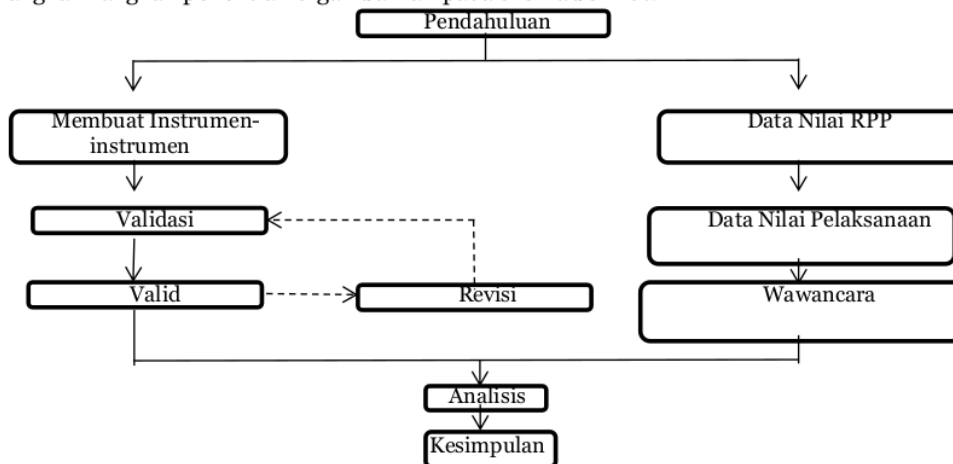 Pendahuluan
Membuat Instrumen-
instrumen
Data Nilai RPP
Validasi
Data Nilai Pelaksanaan
Valid
Revisi
Wawancara
Analisis
Kesimpulan